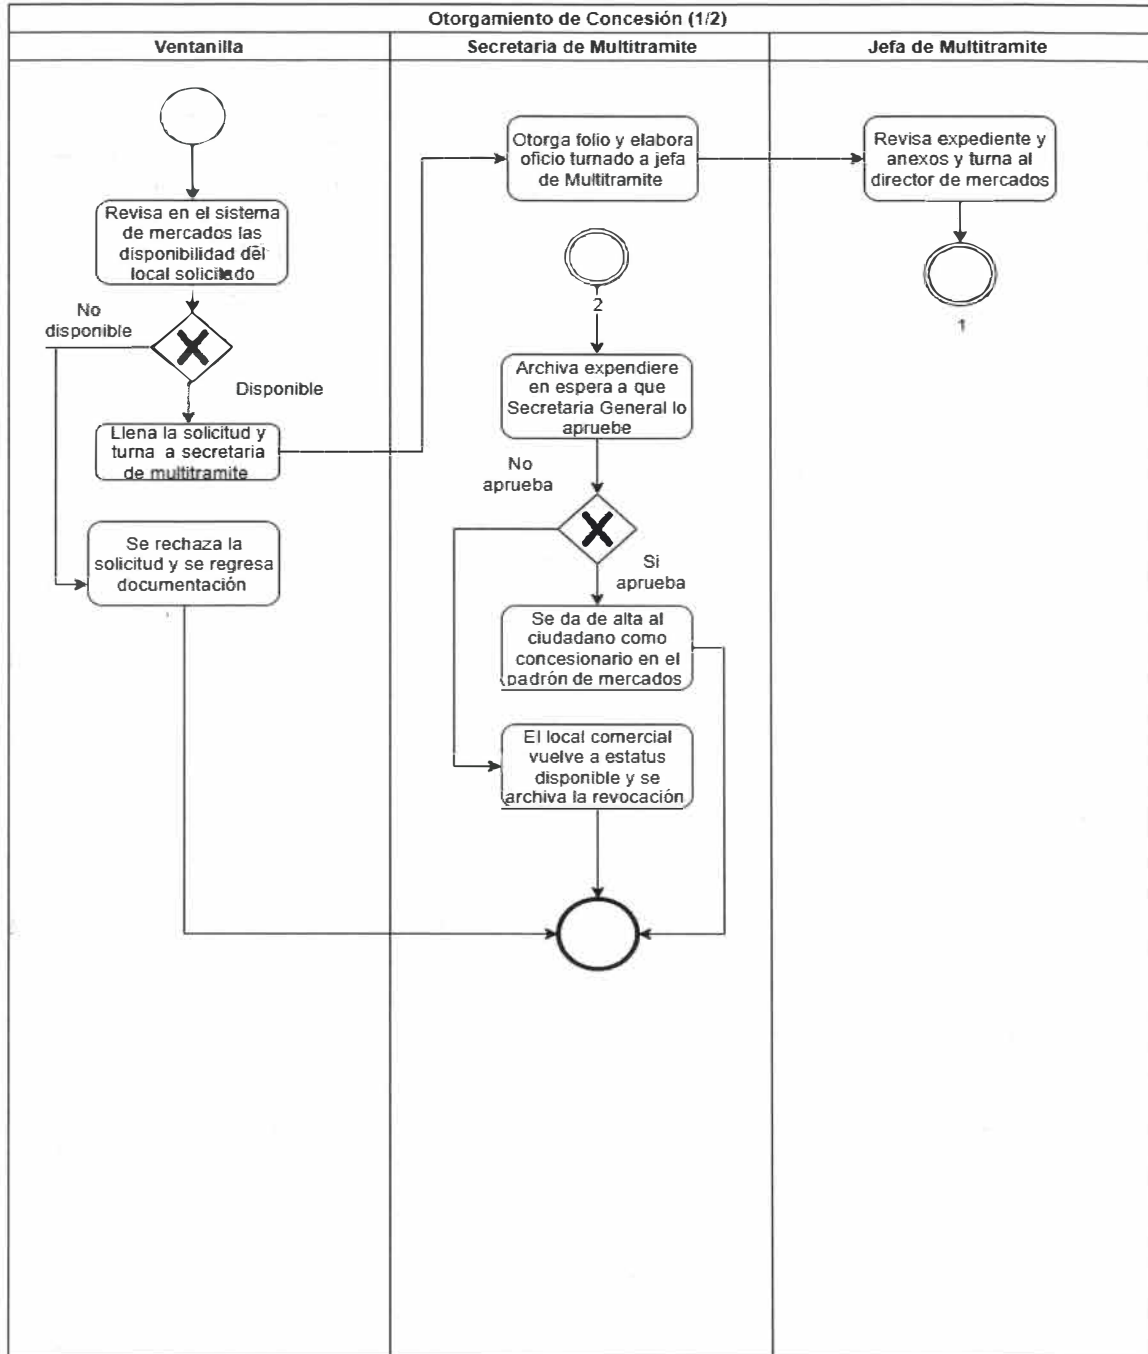 Otorgamiento de Concesión (1/2)
Ventanilla
Secretaria de Multitramite
Jefa de Multitramite
Revisa en el sistema
de mercados las
disponibilidad del
local solicitado
No
disponible
Disponible
Llena la solicitud y
turna a secretaria
de multitramite
Se rechaza la
solicitud y se regresa
documentación
Otorga folio y elabora
oficio turnado a jefa
de Multitramite
2
Archiva expendiere
en espera a que
Secretaria General lo
apruebe
No
aprueba
Si
aprueba
Se da de alta al
ciudadano como
concesionario en el
padrón de mercados
El local comercial
vuelve a estatus
disponible y se
archiva la revocación
Revisa expediente y
anexos y turna al
director de mercados
1